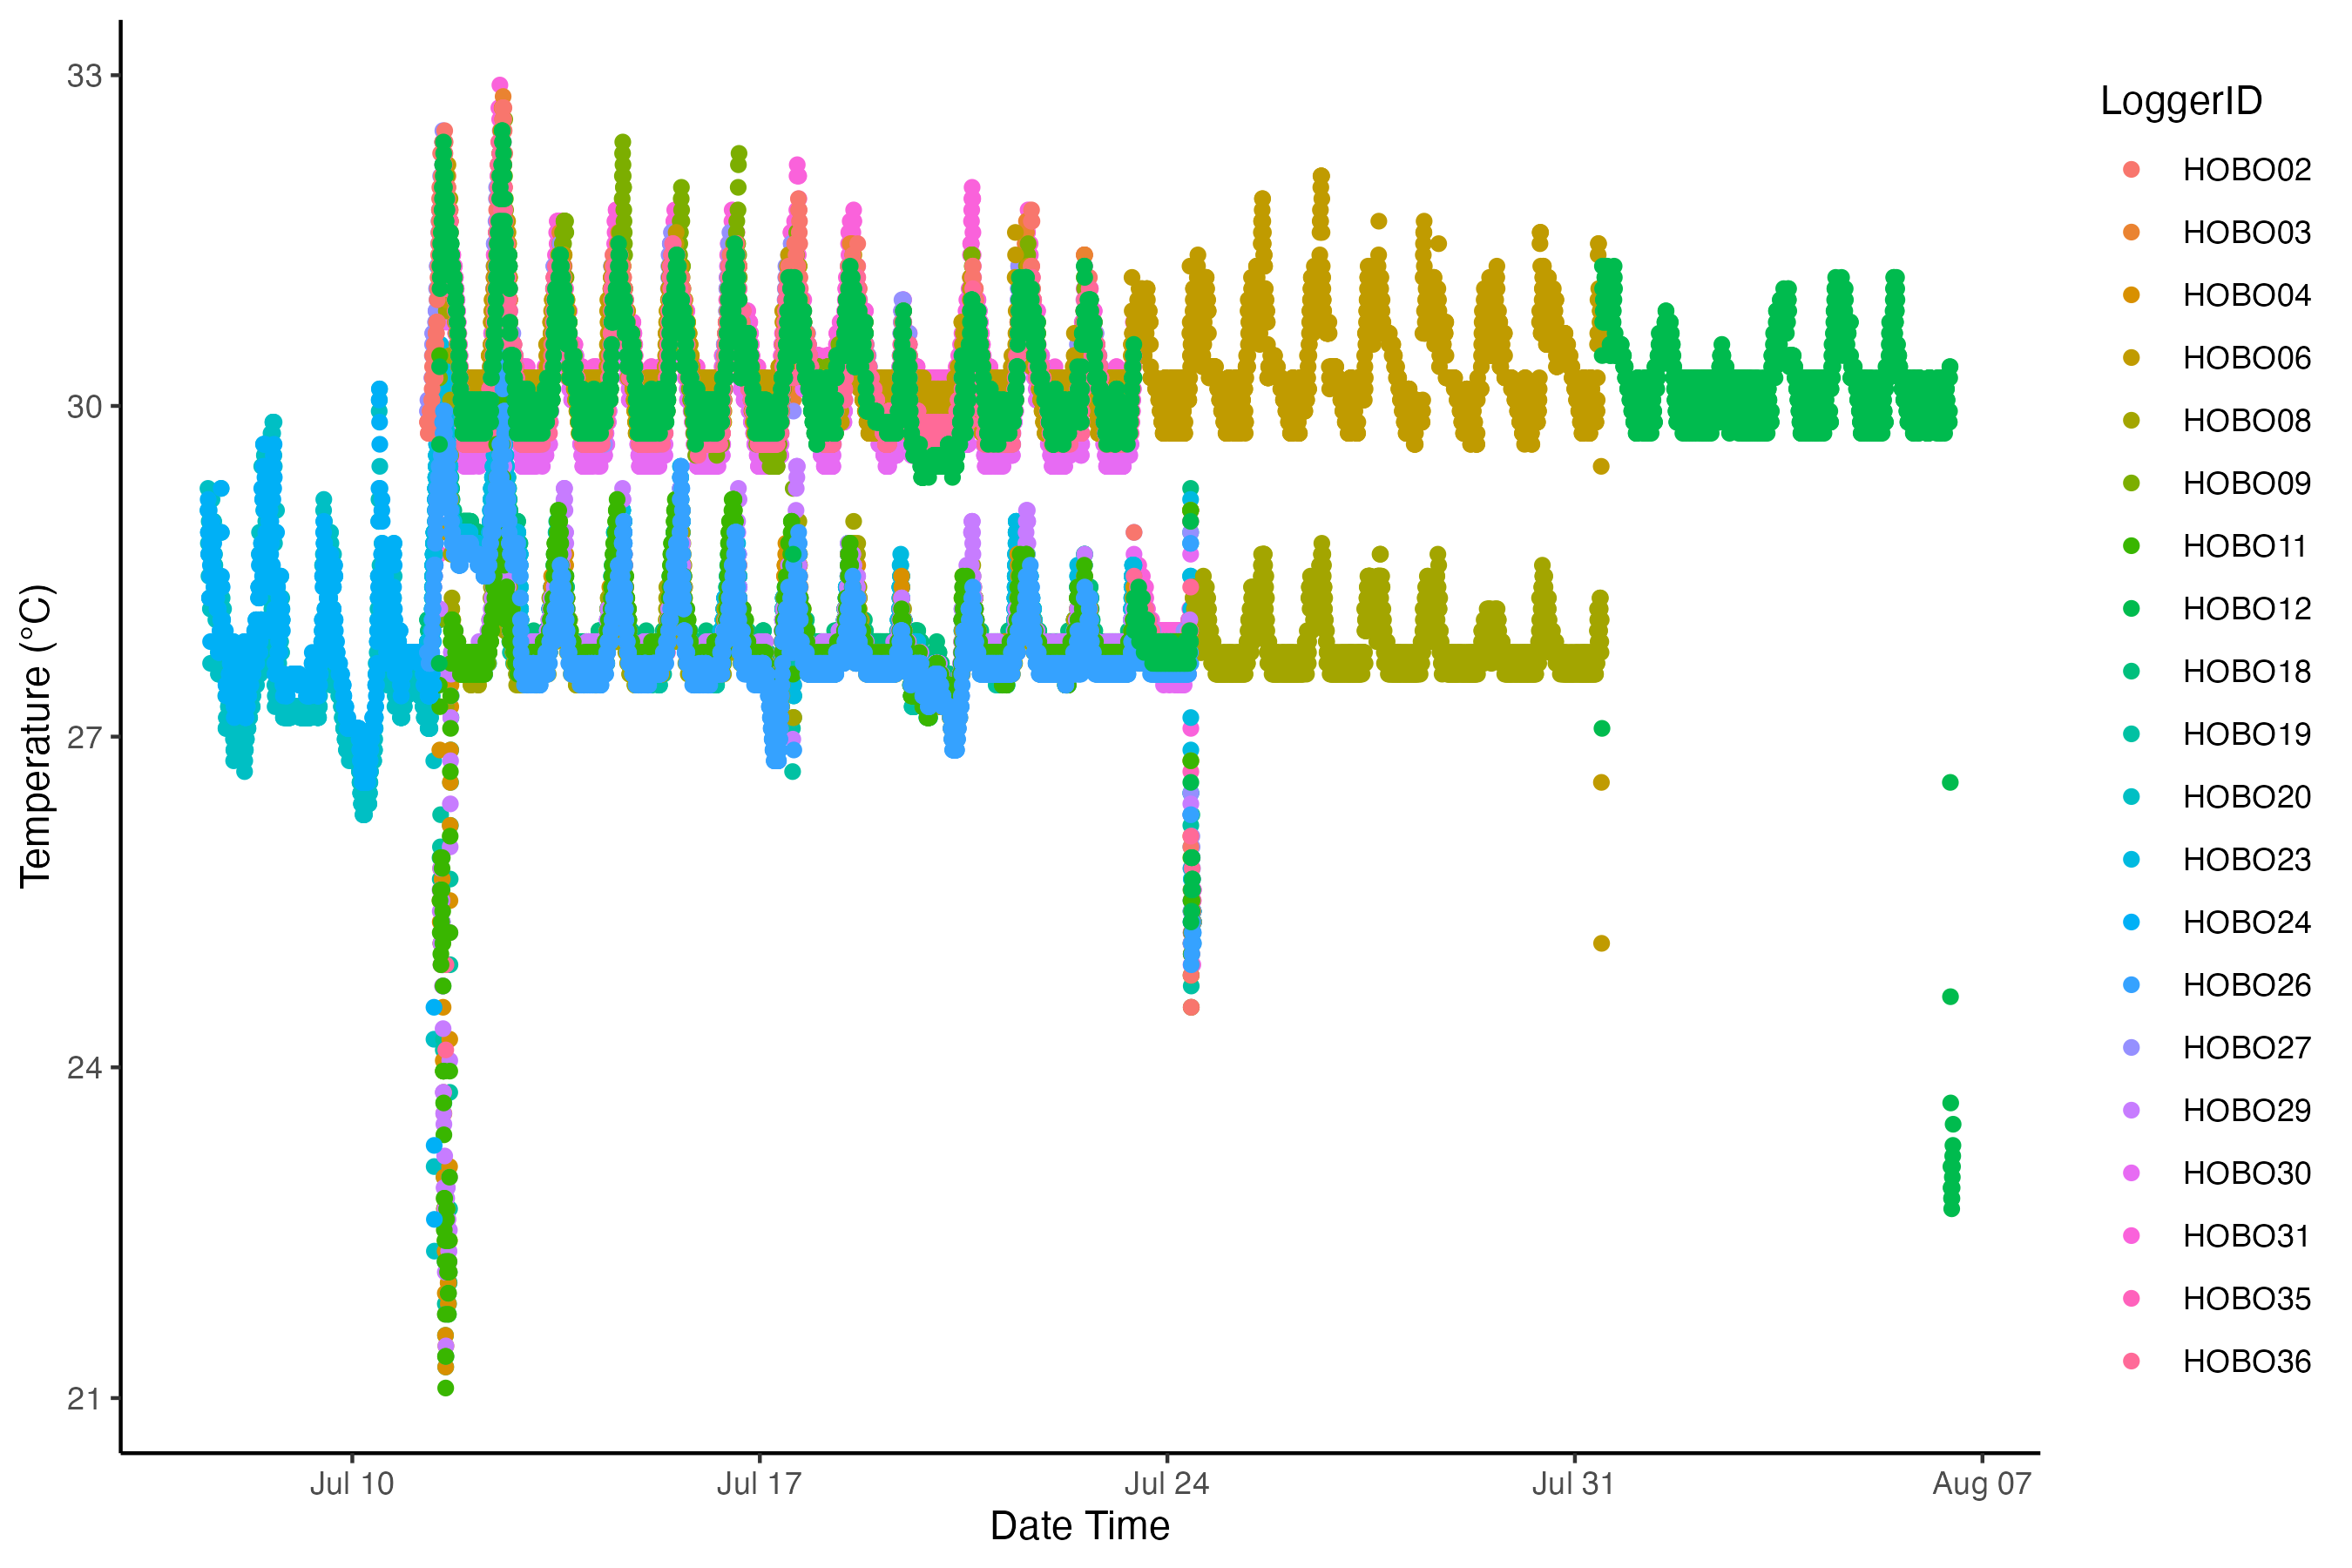 33
30
27
24
21
Temperature (°C)
Jul 10
Jul 17
Jul 24
Jul 31
Aug 07
Date Time
LoggerID
HOBO02
HOBO03
HOBO04
HOBO06
HOBO08
HOBO09
HOBO11
HOBO12
HOBO18
HOBO19
HOBO20
HOBO23
HOBO24
HOBO26
HOBO27
HOBO29
HOBO30
HOBO31
HOBO35
HOBO36